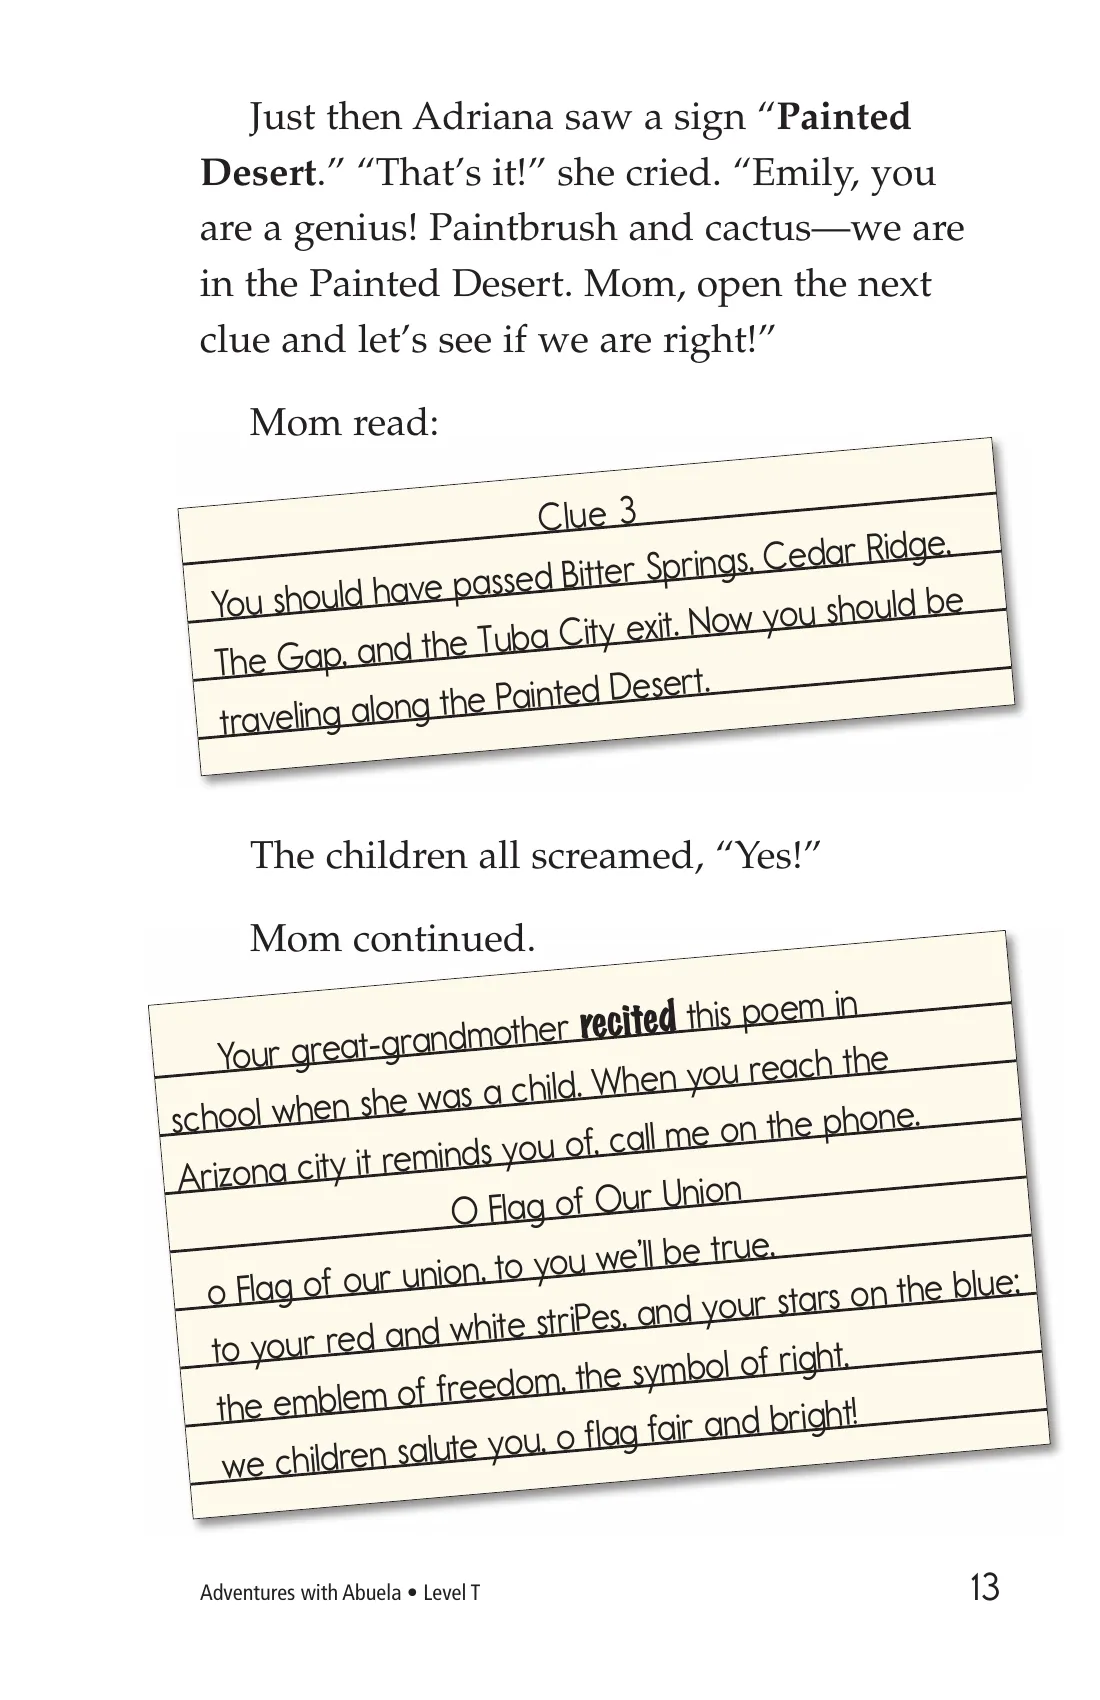 Just then Adriana saw a sign “Painted
Desert.” “That’s it!” she cried. “Emily, you
are a genius! Paintbrush and cactus—we are
in the Painted Desert. Mom, open the next
clue and let’s see if we are right!”
Mom read:
Clue 3
You should have passed Bitter Springs, Cedar Ridge,
The Gap, and the Tuba City exit. Now you should be
traveling along the Painted Desert.
The children all screamed, “Yes!”
Mom continued.
Your great-grandmother recited this poem in
school when she was a child. When you reach the
Arizona city it reminds you of, call me on the phone.
O Flag of Our Union
o Flag of our union, to you we’ll be true,
to your red and white striPes, and your stars on the blue;
the emblem of freedom, the symbol of right,
we children salute you, o flag fair and bright!
Adventures with Abuela • Level T
13